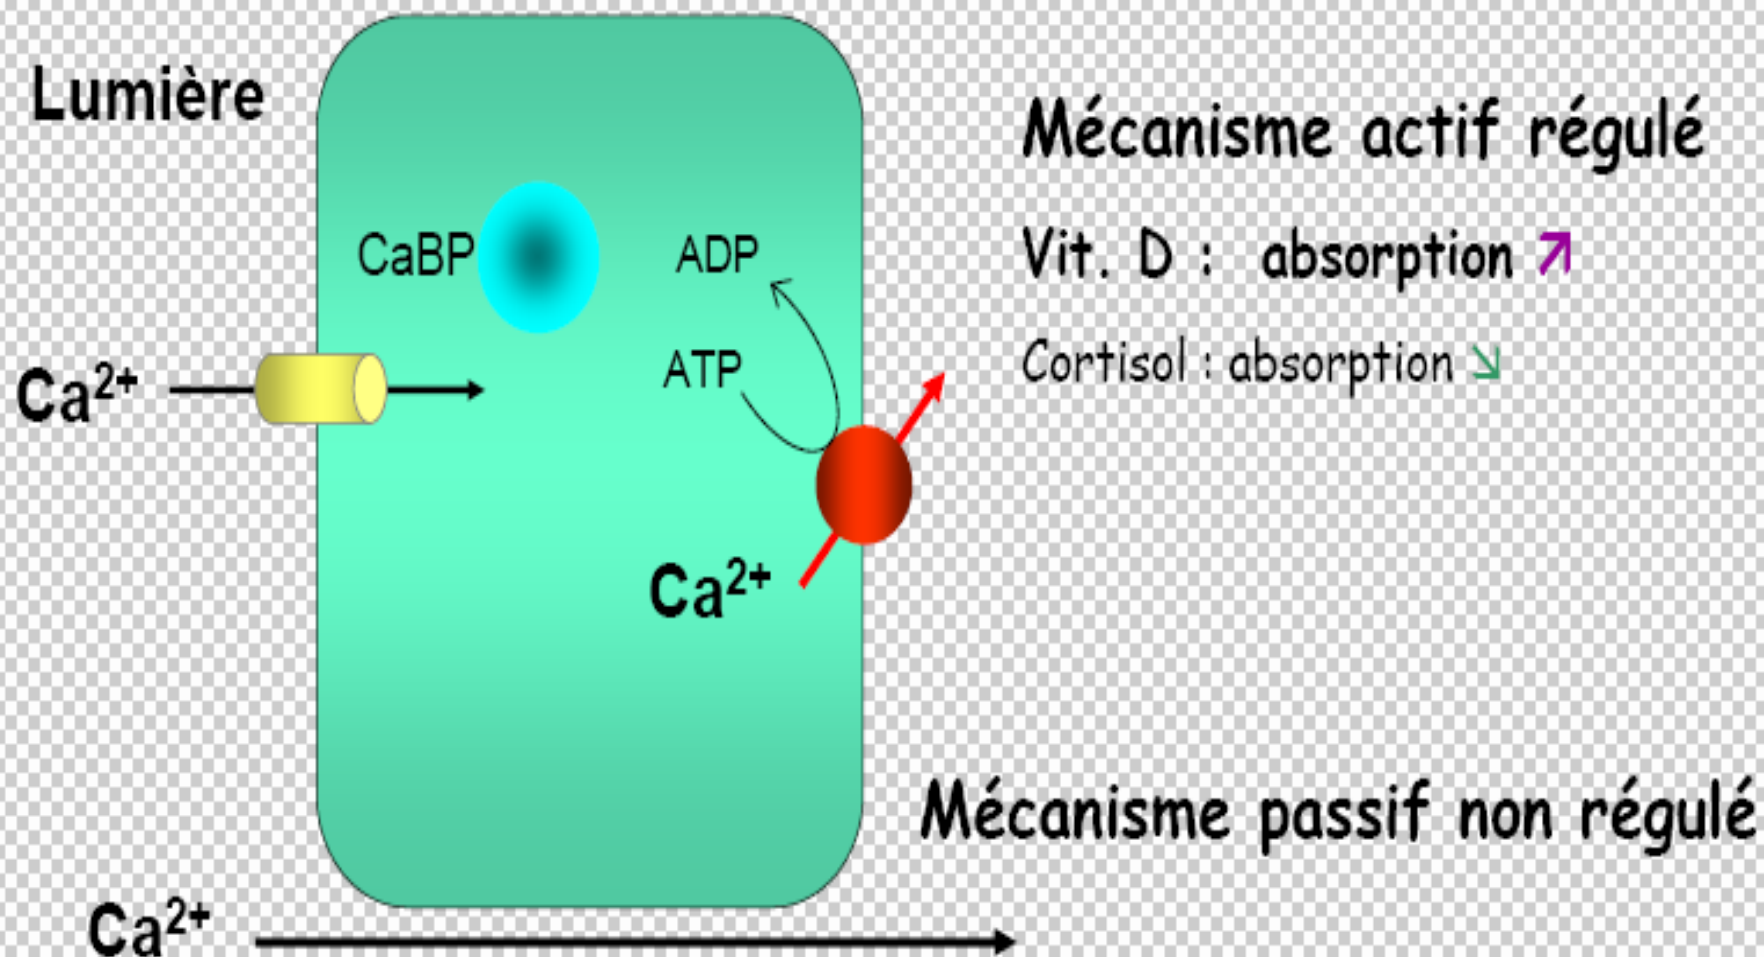 Lumière
Mécanisme actif régulé
CaBP
ADP
Vit. D : absorption ↗
ATP
Cortisol : absorption ↘
Ca²⁺
Ca²⁺
Mécanisme passif non régulé
Ca²⁺